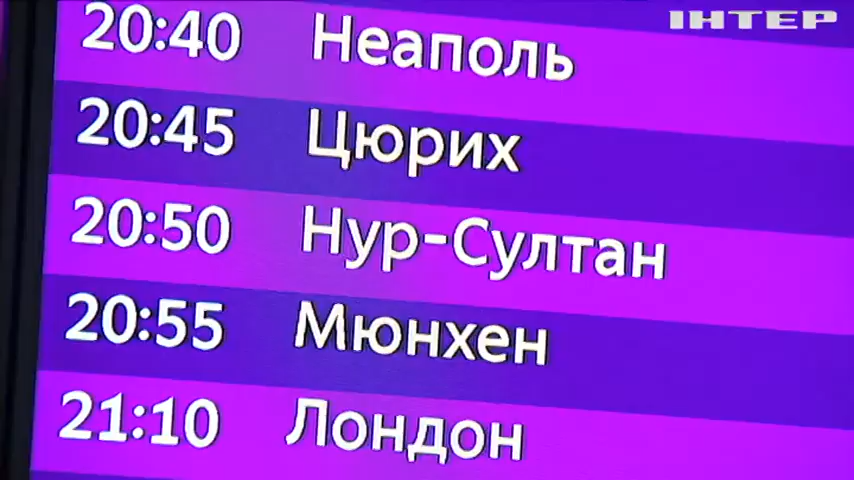 ІНТЕР
20:40 Неаполь
20:45 Цюрих
20:50 Нур-Султан
20:55 Мюнхен
21:10 Лондон